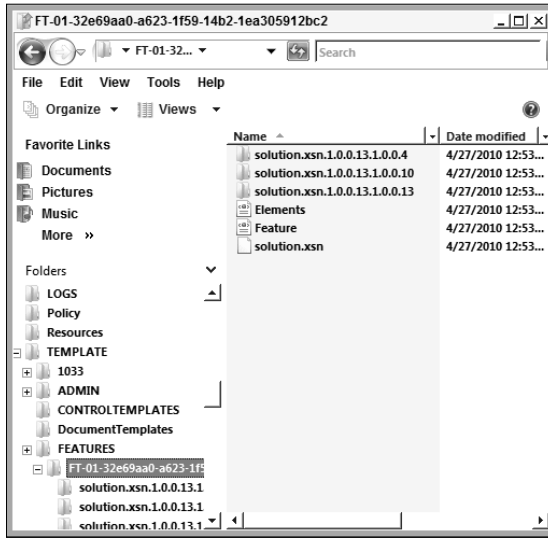 FT-01-32e69aa0-a623-1f59-14b2-1ea305912bc2
FT-01-32...
Search
File Edit View Tools Help
Organize Views
Favorite Links
Documents
Pictures
Music
More »
Folders
LOGS
Policy
Resources
TEMPLATE
1033
ADMIN
CONTROLTEMPLATES
DocumentTemplates
FEATURES
FT-01-32e69aa0-a623-1f5
solution.xsn.1.0.0.13.1
solution.xsn.1.0.0.13.1
solution.xsn.1.0.0.13.1
Name Date modified
solution.xsn.1.0.0.13.1.0.0.4 4/27/2010 12:53...
solution.xsn.1.0.0.13.1.0.0.10 4/27/2010 12:53...
solution.xsn.1.0.0.13.1.0.0.13 4/27/2010 12:53...
Elements 4/27/2010 12:53...
Feature 4/27/2010 12:53...
solution.xsn 4/27/2010 12:53...